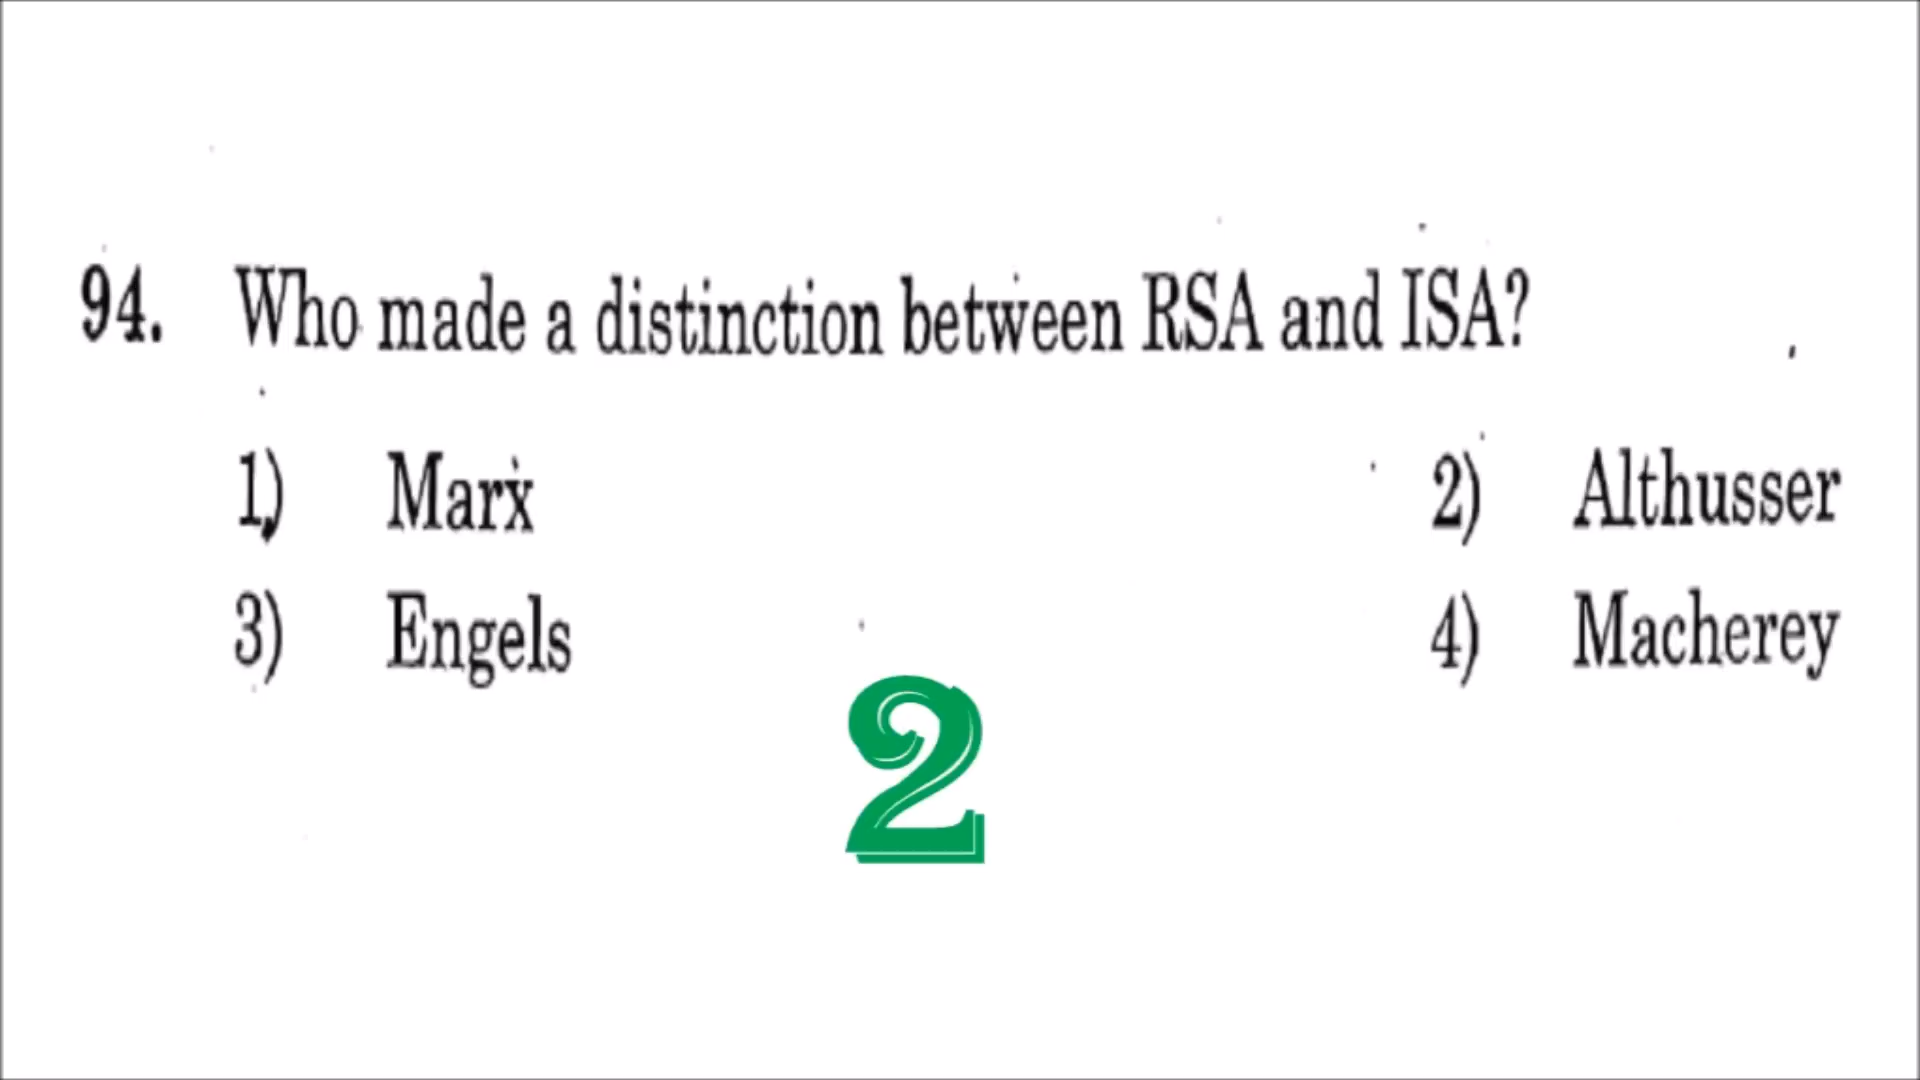 94. Who made a distinction between RSA and ISA?
1) Marx 2) Althusser
3) Engels 4) Macherey
2